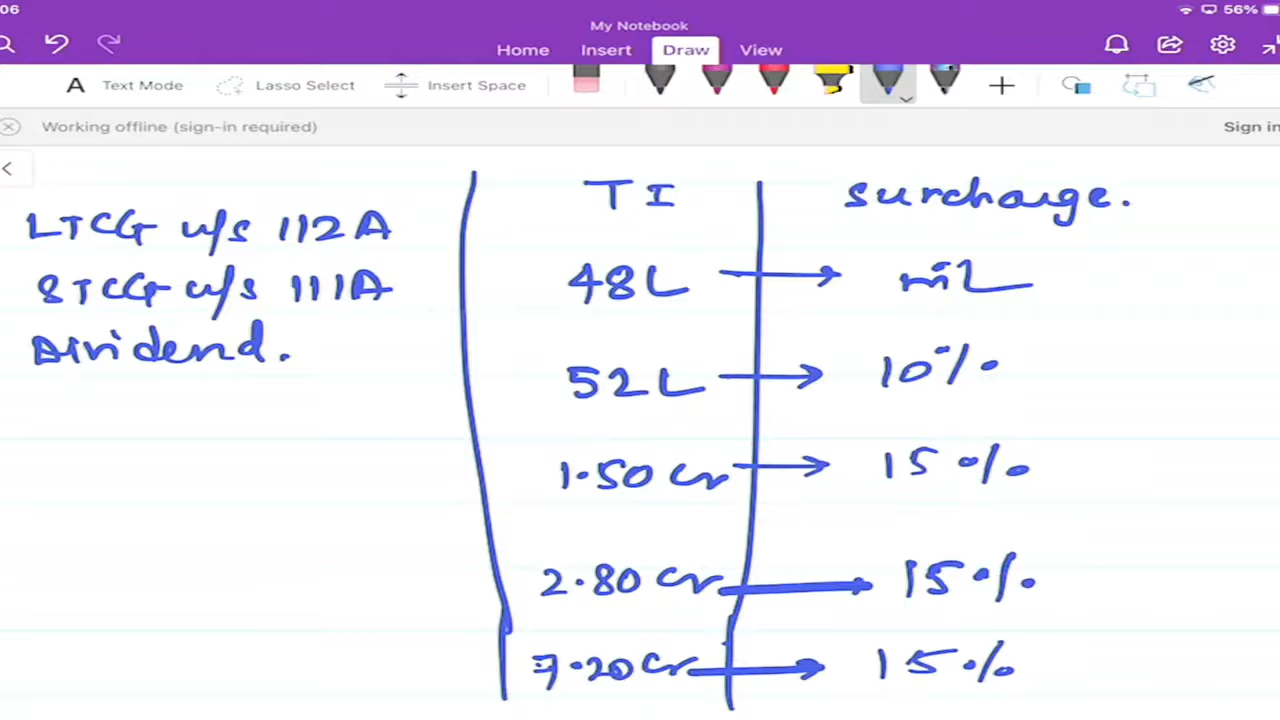 06
56%
My Notebook
Home Insert Draw View
Text Mode Lasso Select Insert Space
Working offline (sign-in required)
Sign in
LTCG u/s 112A
STCG u/s 111A
Dividend.
TI surcharge.
48L → nil
52L → 10%
1.50 Cr → 15%
2.80 Cr → 15%
7.20 Cr → 15%